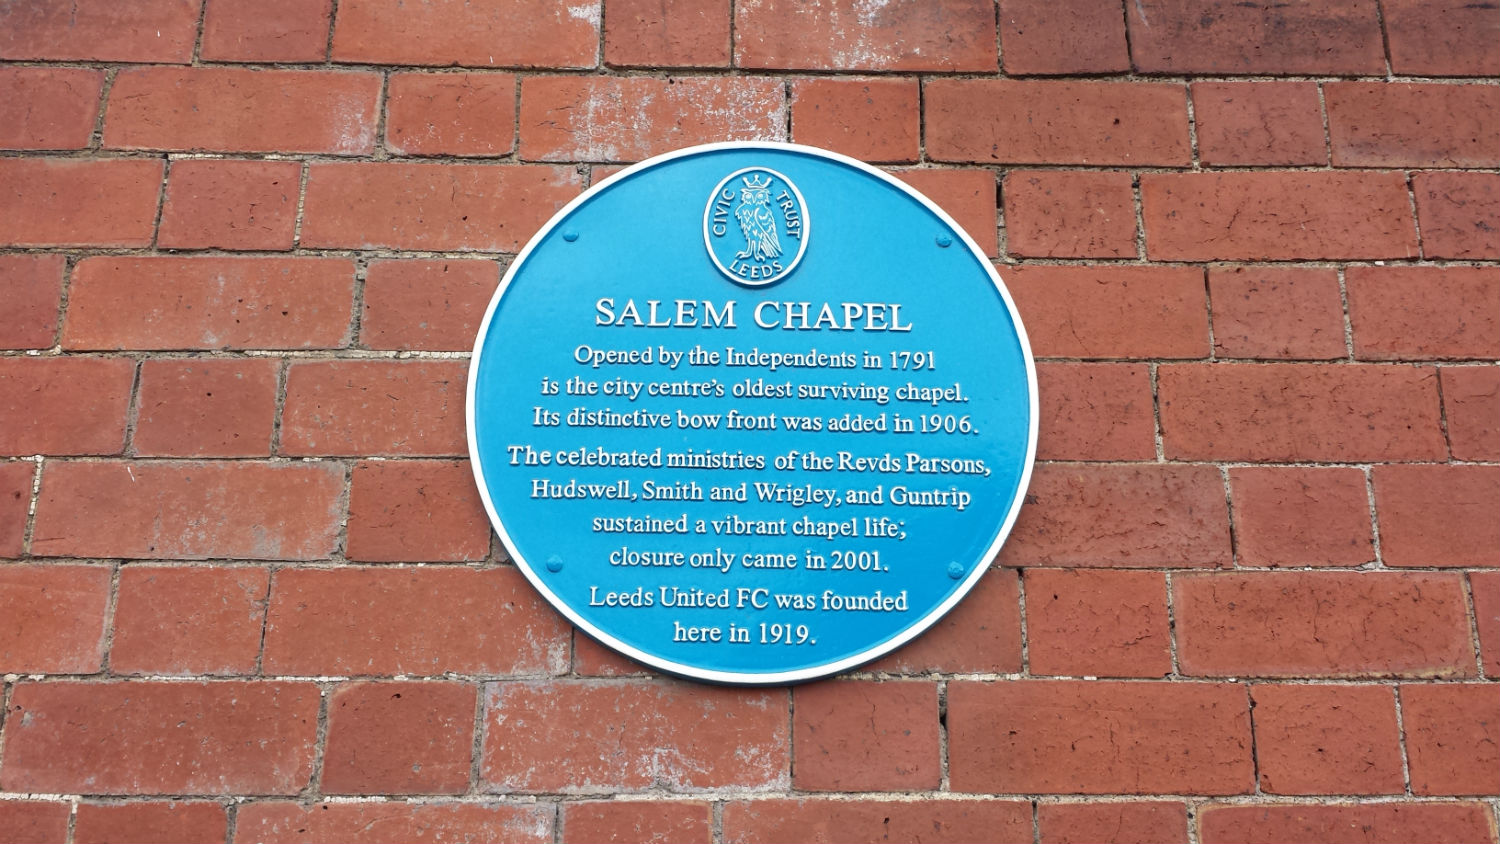 CIVIC TRUST
LEEDS
SALEM CHAPEL
Opened by the Independents in 1791
is the city centre's oldest surviving chapel.
Its distinctive bow front was added in 1906.
The celebrated ministries of the Revds Parsons,
Hudswell, Smith and Wrigley, and Guntrip
sustained a vibrant chapel life;
closure only came in 2001.
Leeds United FC was founded
here in 1919.